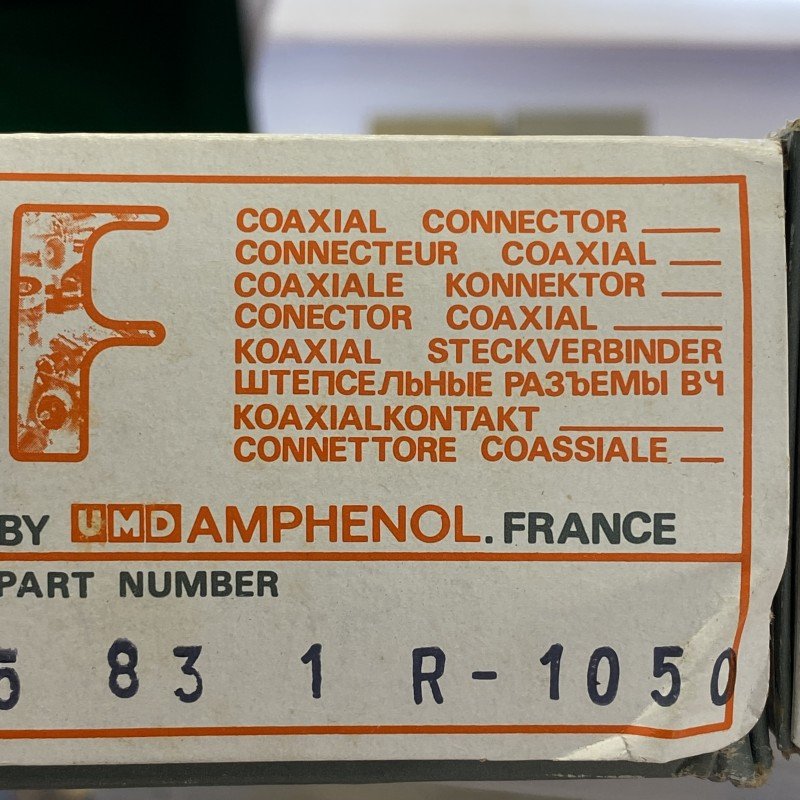 F
COAXIAL CONNECTOR
CONNECTEUR COAXIAL
COAXIALE KONNEKTOR
CONECTOR COAXIAL
KOAXIAL STECKVERBINDER
ШТЕПСЕЛЬНЫЕ РАЗЪЕМЫ ВЧ
KOAXIALKONTAKT
CONNETTORE COASSIALE
BY UMD AMPHENOL. FRANCE
PART NUMBER
5 83 1 R-1050